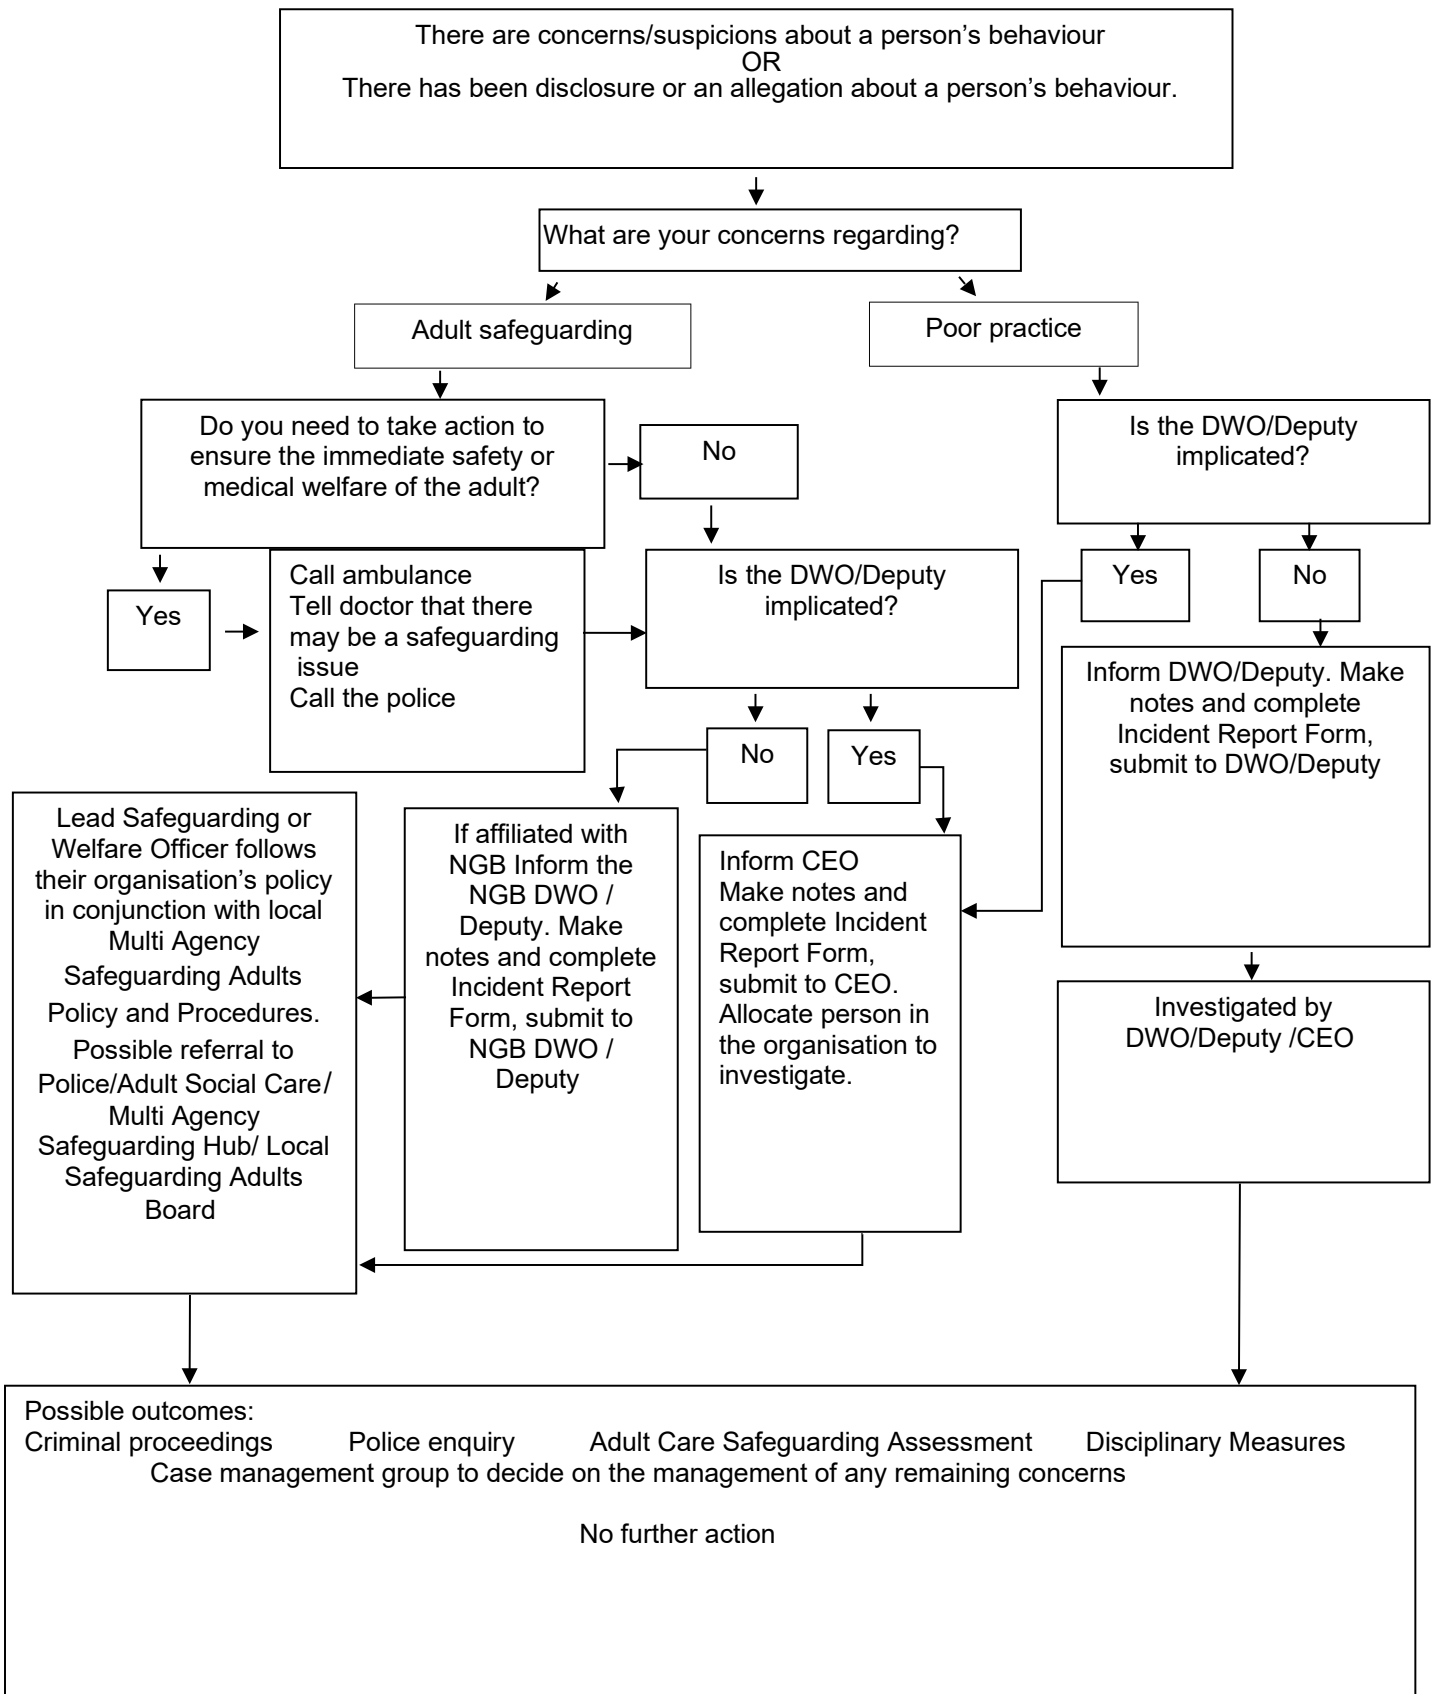 There are concerns/suspicions about a person’s behaviour
OR
There has been disclosure or an allegation about a person’s behaviour.
What are your concerns regarding?
Adult safeguarding
Poor practice
Do you need to take action to
ensure the immediate safety or
medical welfare of the adult?
No
Is the DWO/Deputy
implicated?
Yes
Call ambulance
Tell doctor that there
may be a safeguarding
issue
Call the police
Is the DWO/Deputy
implicated?
Yes
No
No
Yes
Inform DWO/Deputy. Make
notes and complete
Incident Report Form,
submit to DWO/Deputy
Lead Safeguarding or
Welfare Officer follows
their organisation’s policy
in conjunction with local
Multi Agency
Safeguarding Adults
Policy and Procedures.
Possible referral to
Police/Adult Social Care/
Multi Agency
Safeguarding Hub/ Local
Safeguarding Adults
Board
If affiliated with
NGB Inform the
NGB DWO /
Deputy. Make
notes and complete
Incident Report
Form, submit to
NGB DWO /
Deputy
Inform CEO
Make notes and
complete Incident
Report Form,
submit to CEO.
Allocate person in
the organisation to
investigate.
Investigated by
DWO/Deputy /CEO
Possible outcomes:
Criminal proceedings Police enquiry Adult Care Safeguarding Assessment Disciplinary Measures
Case management group to decide on the management of any remaining concerns
No further action